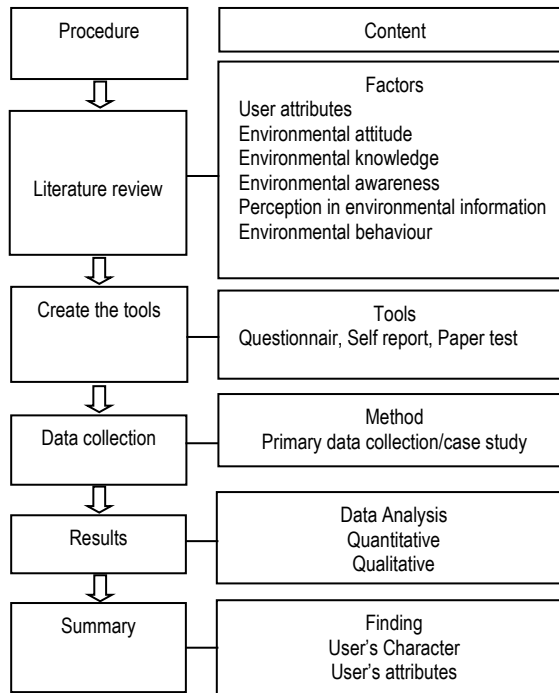 Procedure
Content
Literature review
Factors
User attributes
Environmental attitude
Environmental knowledge
Environmental awareness
Perception in environmental information
Environmental behaviour
Create the tools
Tools
Questionnair, Self report, Paper test
Data collection
Method
Primary data collection/case study
Results
Data Analysis
Quantitative
Qualitative
Summary
Finding
User's Character
User's attributes